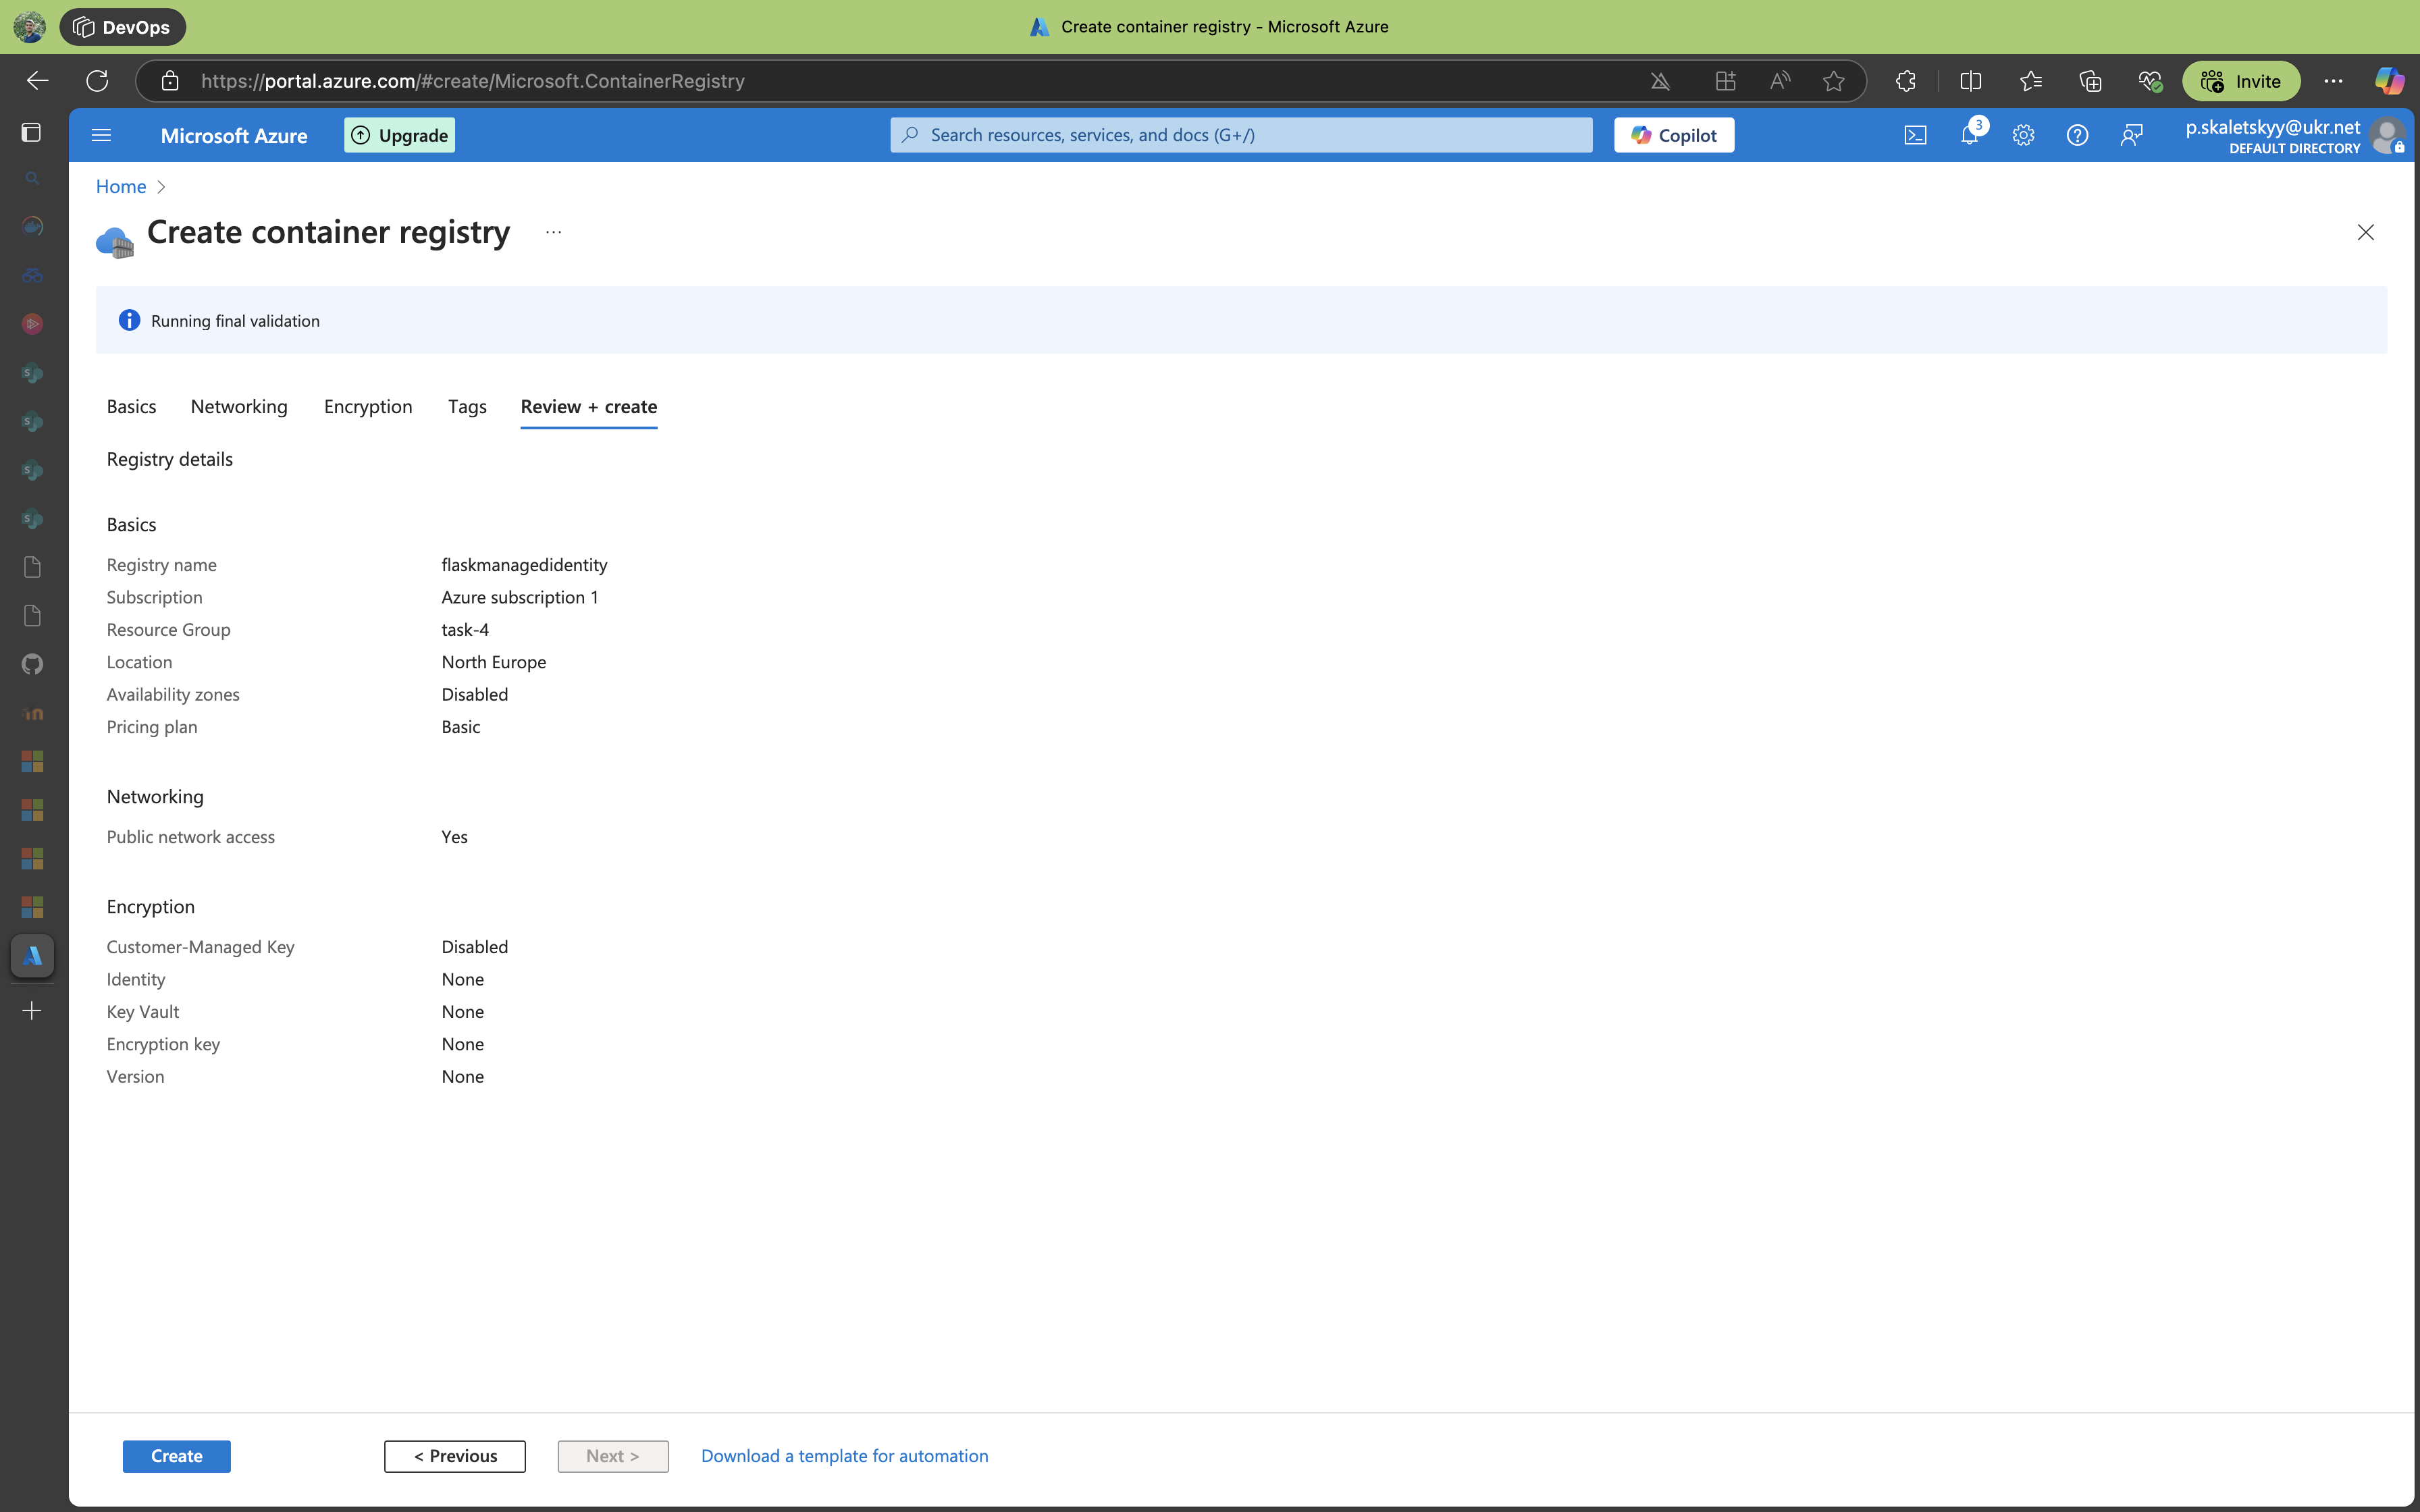 DevOps
Create container registry - Microsoft Azure
https://portal.azure.com/#create/Microsoft.ContainerRegistry
Invite
Microsoft Azure
Upgrade
Search resources, services, and docs (G+/)
Copilot
3
p.skaletskyy@ukr.net
DEFAULT DIRECTORY
Home
Create container registry
Running final validation
Basics Networking Encryption Tags Review + create
Registry details
Basics
Registry name flaskmanagedidentity
Subscription Azure subscription 1
Resource Group task-4
Location North Europe
Availability zones Disabled
Pricing plan Basic
Networking
Public network access Yes
Encryption
Customer-Managed Key Disabled
Identity None
Key Vault None
Encryption key None
Version None
Create < Previous Next > Download a template for automation